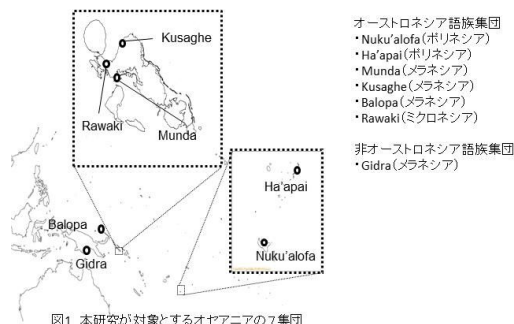 Kusaghe
Rawaki
Munda
Ha'apai
Nuku'alofa
Balopa
Gidra
オーストロネシア語族集団
・Nuku'alofa(ポリネシア)
・Ha'apai(ポリネシア)
・Munda(メラネシア)
・Kusaghe(メラネシア)
・Balopa(メラネシア)
・Rawaki(ミクロネシア)
非オーストロネシア語族集団
・Gidra(メラネシア)
図1 本研究が対象とするオセアニアの7集団